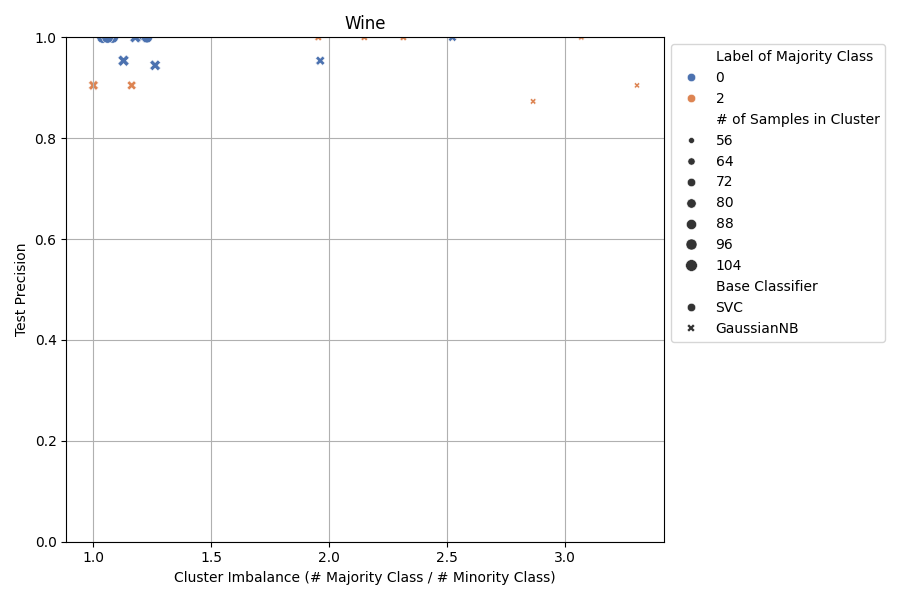 Wine
1.0
0.8
0.6
0.4
0.2
0.0
Test Precision
1.0
1.5
2.0
2.5
3.0
Cluster Imbalance (# Majority Class / # Minority Class)
Label of Majority Class
0
2
# of Samples in Cluster
56
64
72
80
88
96
104
Base Classifier
SVC
GaussianNB